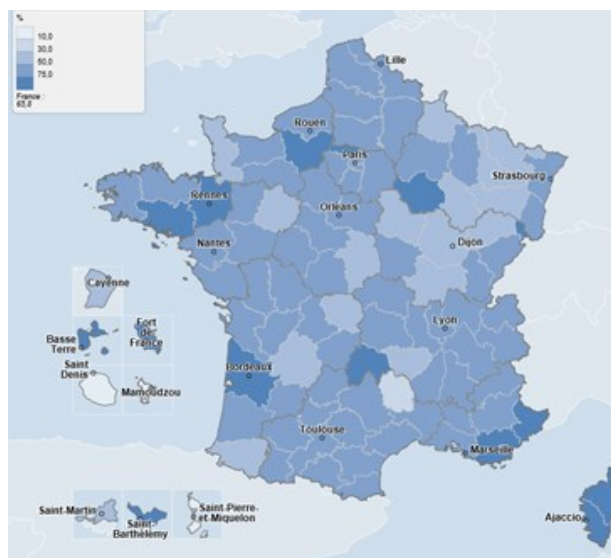 %
10,0
30,0
50,0
75,0
France :
63,0
Lille
Rouen
Paris
Strasbourg
Rennes
Orléans
Nantes
Dijon
Cayenne
Lyon
Basse
Terre
Fort
de
France
Saint
Denis
Mamoudzou
Bordeaux
Toulouse
Marseille
Saint-Martin
Saint-
Barthélémy
Saint-Pierre
et-Miquelon
Ajaccio